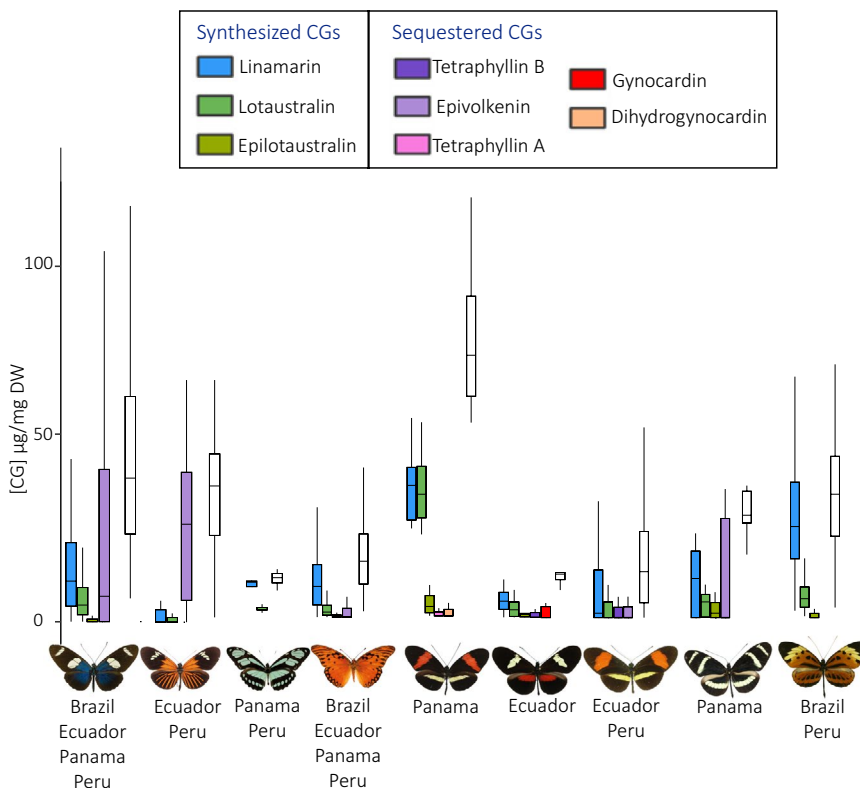 Synthesized CGs
Linamarin
Lotaustralin
Epilotaustralin
Sequestered CGs
Tetraphyllin B
Epivolkenin
Tetraphyllin A
Gynocardin
Dihydrogynocardin
[CG] µg/mg DW
100
50
0
Brazil
Ecuador
Panama
Peru
Ecuador
Peru
Panama
Peru
Brazil
Ecuador
Panama
Peru
Panama
Ecuador
Ecuador
Peru
Panama
Brazil
Peru